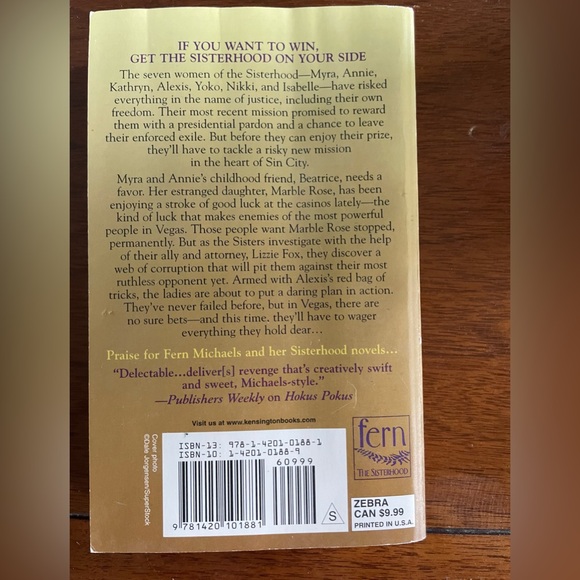 IF YOU WANT TO WIN,
GET THE SISTERHOOD ON YOUR SIDE
The seven women of the Sisterhood—Myra, Annie,
Kathryn, Alexis, Yoko, Nikki, and Isabelle—have risked
everything in the name of justice, including their own
freedom. Their most recent mission promised to reward
them with a presidential pardon and a chance to leave
their enforced exile. But before they can enjoy their prize,
they'll have to tackle a risky new mission
in the heart of Sin City.
Myra and Annie's childhood friend, Beatrice, needs a
favor. Her estranged daughter, Marble Rose, has been
enjoying a stroke of good luck at the casinos lately—the
kind of luck that makes enemies of the most powerful
people in Vegas. Those people want Marble Rose stopped,
permanently. But as the Sisters investigate with the help
of their ally and attorney, Lizzie Fox, they discover a
web of corruption that will pit them against their most
ruthless opponent yet. Armed with Alexis's red bag of
tricks, the ladies are about to put a daring plan in action.
They've never failed before, but in Vegas, there are
no sure bets—and this time, they'll have to wager
everything they hold dear…
Praise for Fern Michaels and her Sisterhood novels…
"Delectable…deliver[s] revenge that's creatively swift
and sweet, Michaels-style."
—Publishers Weekly on Hokus Pokus
Visit us at www.kensingtonbooks.com
Cover photo
©Dale Jorgensen/SuperStock
ISBN-13: 978-1-4201-0188-1
ISBN-10: 1-4201-0188-9
60999
9 781420 101881
S
fern
THE SISTERHOOD
ZEBRA
CAN $9.99
PRINTED IN U.S.A.